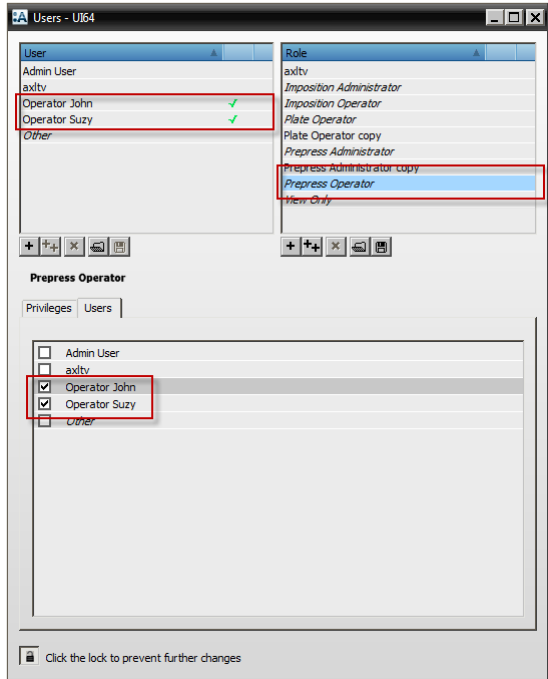 Users - UI64
User
Admin User
axltv
Operator John
Operator Suzy
Other
Role
axltv
Imposition Administrator
Imposition Operator
Plate Operator
Plate Operator copy
Prepress Administrator
Prepress Administrator copy
Prepress Operator
View Only
Prepress Operator
Privileges Users
Admin User
axltv
Operator John
Operator Suzy
Other
Click the lock to prevent further changes